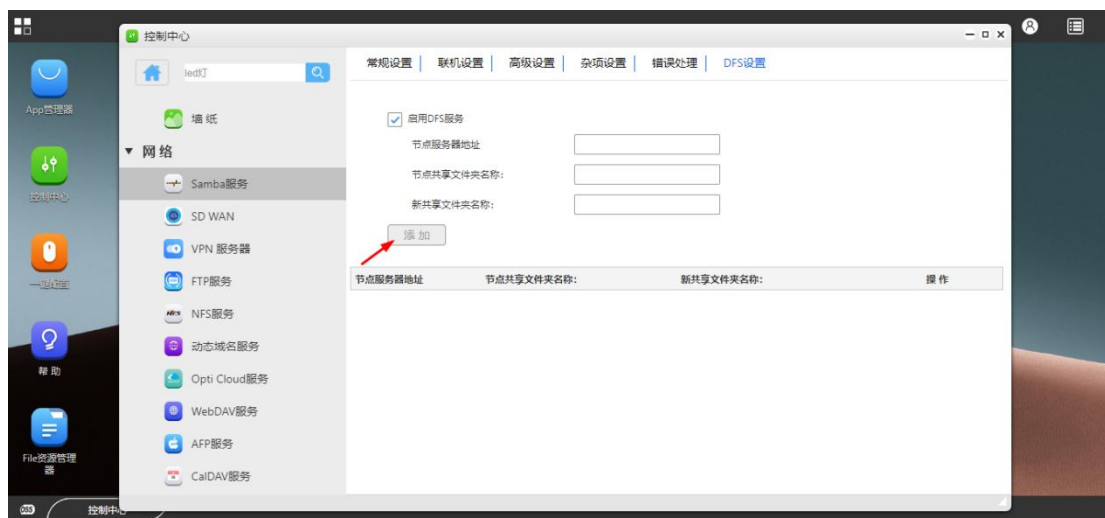 控制中心
常规设置 联机设置 高级设置 杂项设置 错误处理 DFS设置
led灯
App管理器
墙纸
启用DFS服务
网络
节点服务器地址
节点共享文件夹名称:
Samba服务
控制中心
新共享文件夹名称:
SD WAN
添加
VPN 服务器
节点服务器地址 节点共享文件夹名称: 新共享文件夹名称: 操作
FTP服务
NFS服务
动态域名服务
帮助
Opti Cloud服务
WebDAV服务
AFP服务
File资源管理
器
CalDAV服务
控制中心